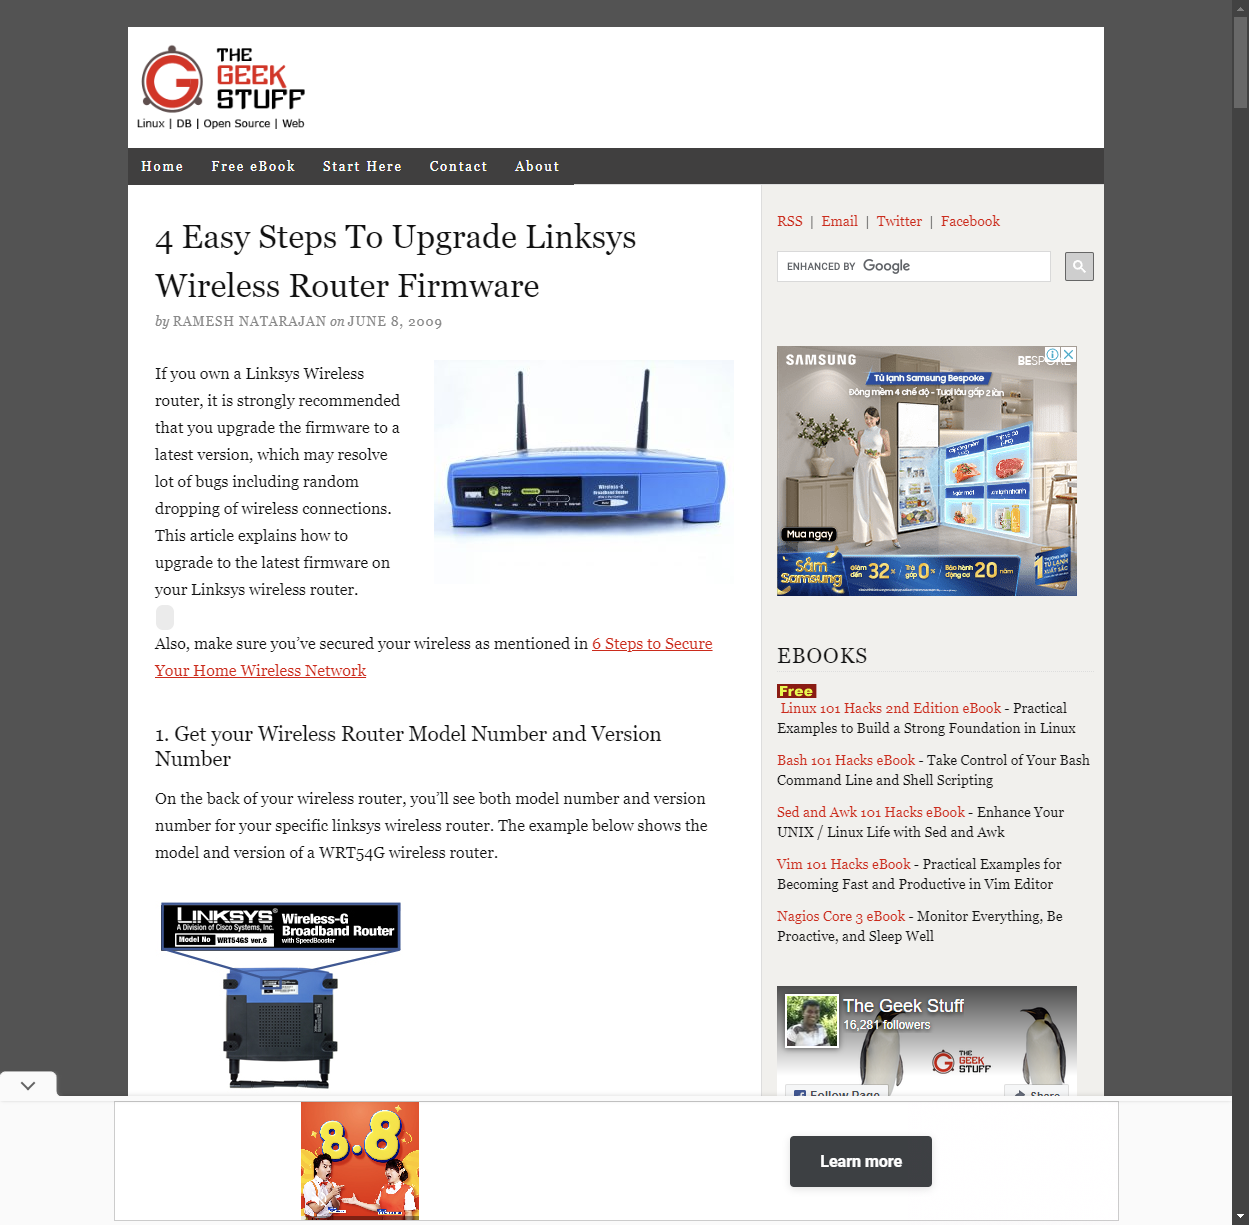 THE
GEEK
STUFF
Linux | DB | Open Source | Web
Home
Free eBook
Start Here
Contact
About
4 Easy Steps To Upgrade Linksys
Wireless Router Firmware
by RAMESH NATARAJAN on JUNE 8, 2009
If you own a Linksys Wireless
router, it is strongly recommended
that you upgrade the firmware to a
latest version, which may resolve
lot of bugs including random
dropping of wireless connections.
This article explains how to
upgrade to the latest firmware on
your Linksys wireless router.
Wireless-G
Broadband Router
Also, make sure you’ve secured your wireless as mentioned in 6 Steps to Secure
Your Home Wireless Network
1. Get your Wireless Router Model Number and Version
Number
On the back of your wireless router, you’ll see both model number and version
number for your specific linksys wireless router. The example below shows the
model and version of a WRT54G wireless router.
LINKSYS®
A Division of Cisco Systems, Inc.
Model No WRT54GS ver.6
Wireless-G
Broadband Router
with SpeedBooster
RSS | Email | Twitter | Facebook
ENHANCED BY Google
SAMSUNG
BESPOKE
Tủ lạnh Samsung Bespoke
Đông mềm 4 chế độ - Tươi lâu gấp 2 lần
Mua ngay
Sắm
Samsung
Giảm đến 32%
Trả góp 0%
Bảo hành động cơ 20 năm
EBOOKS
Free
Linux 101 Hacks 2nd Edition eBook - Practical
Examples to Build a Strong Foundation in Linux
Bash 101 Hacks eBook - Take Control of Your Bash
Command Line and Shell Scripting
Sed and Awk 101 Hacks eBook - Enhance Your
UNIX / Linux Life with Sed and Awk
Vim 101 Hacks eBook - Practical Examples for
Becoming Fast and Productive in Vim Editor
Nagios Core 3 eBook - Monitor Everything, Be
Proactive, and Sleep Well
The Geek Stuff
16,281 followers
THE
GEEK
STUFF
Follow Page
Share
8.8
Learn more